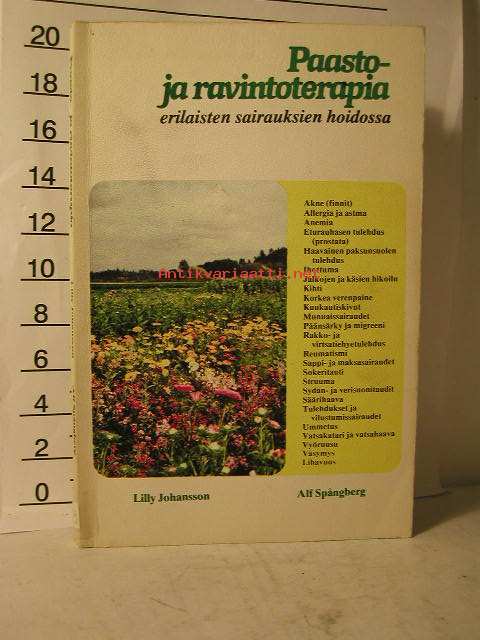 20
18
16
14
12
10
8
6
4
2
0
Paasto-
ja ravintoterapia
erilaisten sairauksien hoidossa
Akne (finnit)
Allergia ja astma
Anemia
Eturauhasen tulehdus
(prostata)
Haavainen paksunsuolen
tulehdus
Ihottuma
Jalkojen ja käsien hikoilu
Kihti
Korkea verenpaine
Kuukautiskivut
Munuaissairaudet
Päänsärky ja migreeni
Rakko- ja
virtsatiehyetulehdus
Reumatismi
Sappi- ja maksasairaudet
Sokeritauti
Struuma
Sydän- ja verisuonitaudit
Säärihaava
Tulehdukset ja
vilustumissairaudet
Ummetus
Vatsakatari ja vatsahaava
Vyöruusu
Väsymys
Lihavuus
Antikvariaatti.net
Lilly Johansson
Alf Spångberg